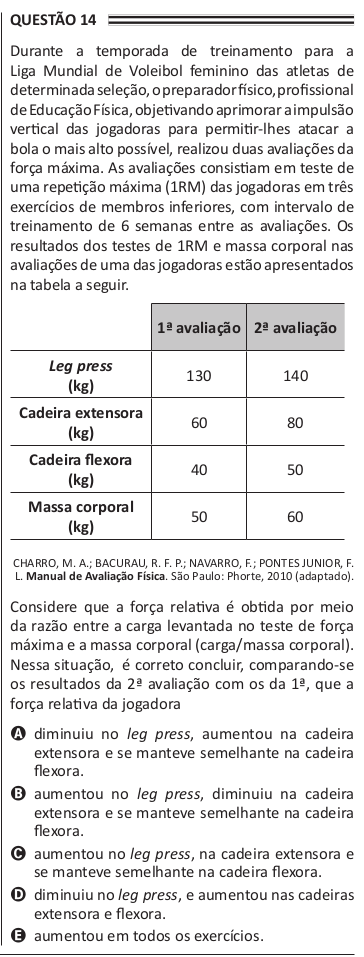 QUESTÃO 14
Durante a temporada de treinamento para a
Liga Mundial de Voleibol feminino das atletas de
determinada seleção, o preparador físico, profissional
de Educação Física, objetivando aprimorar a impulsão
vertical das jogadoras para permitir-lhes atacar a
bola o mais alto possível, realizou duas avaliações da
força máxima. As avaliações consistiam em teste de
uma repetição máxima (1RM) das jogadoras em três
exercícios de membros inferiores, com intervalo de
treinamento de 6 semanas entre as avaliações. Os
resultados dos testes de 1RM e massa corporal nas
avaliações de uma das jogadoras estão apresentados
na tabela a seguir.
1ª avaliação 2ª avaliação
Leg press
(kg) 130 140
Cadeira extensora
(kg) 60 80
Cadeira flexora
(kg) 40 50
Massa corporal
(kg) 50 60
CHARRO, M. A.; BACURAU, R. F. P.; NAVARRO, F.; PONTES JUNIOR, F.
L. Manual de Avaliação Física. São Paulo: Phorte, 2010 (adaptado).
Considere que a força relativa é obtida por meio
da razão entre a carga levantada no teste de força
máxima e a massa corporal (carga/massa corporal).
Nessa situação, é correto concluir, comparando-se
os resultados da 2ª avaliação com os da 1ª, que a
força relativa da jogadora
A diminuiu no leg press, aumentou na cadeira
extensora e se manteve semelhante na cadeira
flexora.
B aumentou no leg press, diminuiu na cadeira
extensora e se manteve semelhante na cadeira
flexora.
C aumentou no leg press, na cadeira extensora e
se manteve semelhante na cadeira flexora.
D diminuiu no leg press, e aumentou nas cadeiras
extensora e flexora.
E aumentou em todos os exercícios.